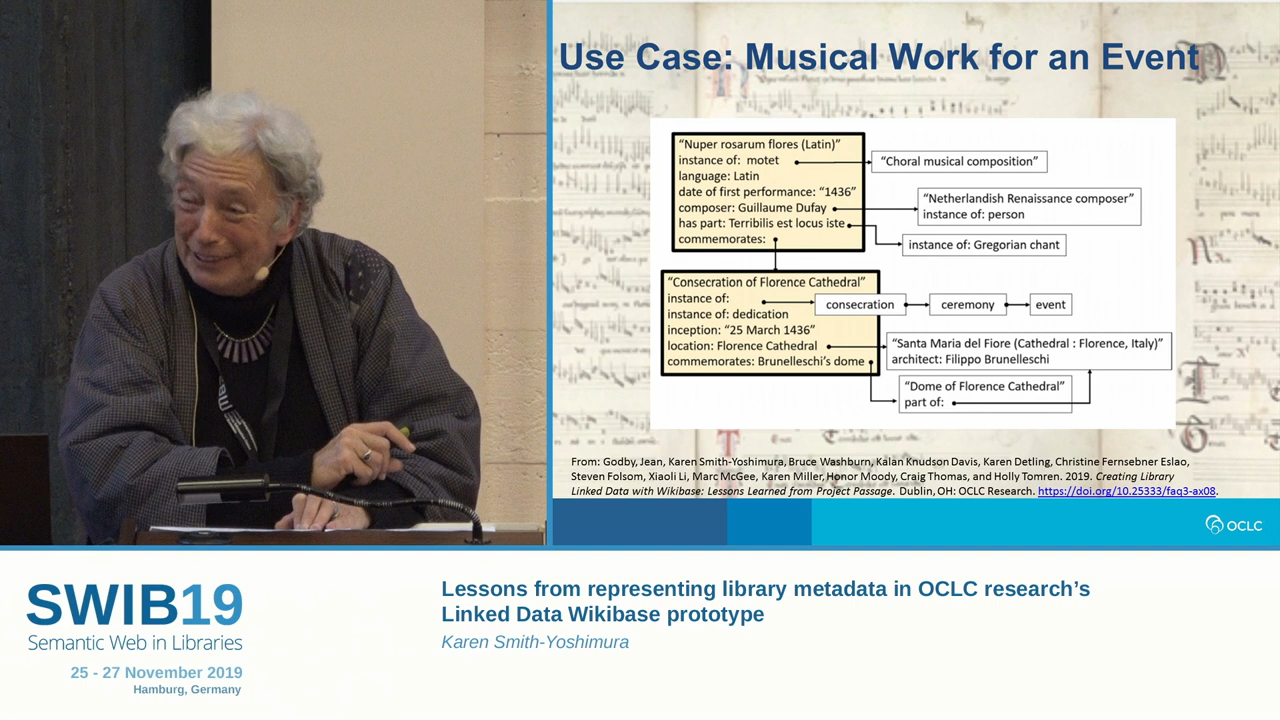 Use Case: Musical Work for an Event
“Nuper rosarum flores (Latin)”
instance of: motet
language: Latin
date of first performance: “1436”
composer: Guillaume Dufay
has part: Terribilis est locus iste
commemorates:
“Choral musical composition”
“Netherlandish Renaissance composer”
instance of: person
instance of: Gregorian chant
“Consecration of Florence Cathedral”
instance of:
instance of: dedication
inception: “25 March 1436”
location: Florence Cathedral
commemorates: Brunelleschi’s dome
consecration
ceremony
event
“Santa Maria del Fiore (Cathedral : Florence, Italy)”
architect: Filippo Brunelleschi
“Dome of Florence Cathedral”
part of:
From: Godby, Jean, Karen Smith-Yoshimura, Bruce Washburn, Kalan Knudson Davis, Karen Detling, Christine Fernsebner Eslao,
Steven Folsom, Xiaoli Li, Marc McGee, Karen Miller, Honor Moody, Craig Thomas, and Holly Tomren. 2019. Creating Library
Linked Data with Wikibase: Lessons Learned from Project Passage. Dublin, OH: OCLC Research. https://doi.org/10.25333/faq3-ax08.
OCLC
SWIB19
Semantic Web in Libraries
25 - 27 November 2019
Hamburg, Germany
Lessons from representing library metadata in OCLC research’s
Linked Data Wikibase prototype
Karen Smith-Yoshimura